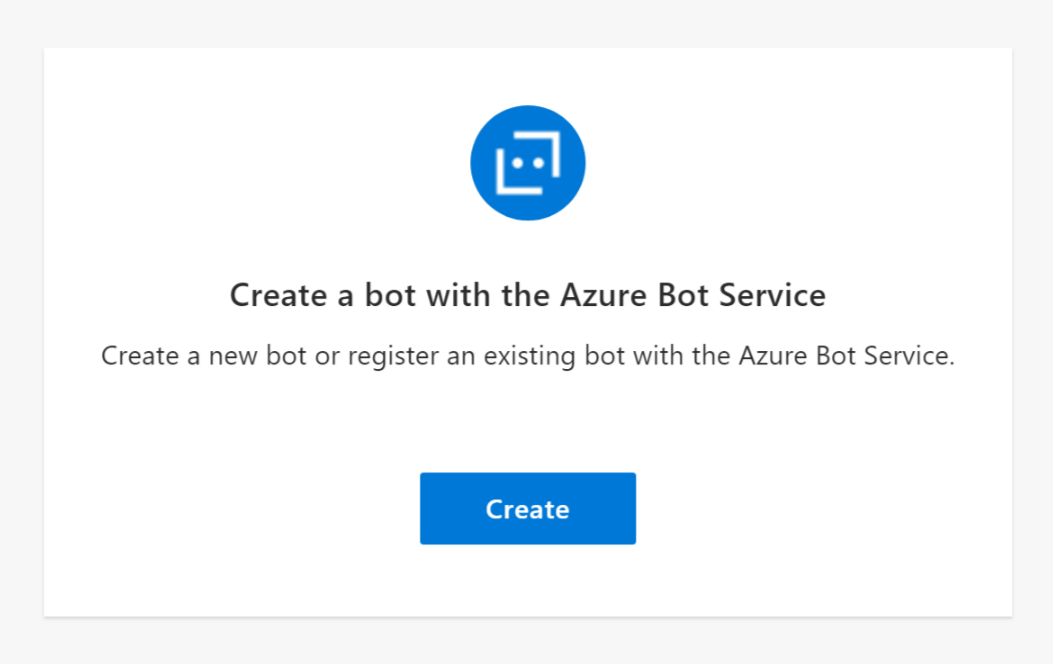 Create a bot with the Azure Bot Service
Create a new bot or register an existing bot with the Azure Bot Service.
Create